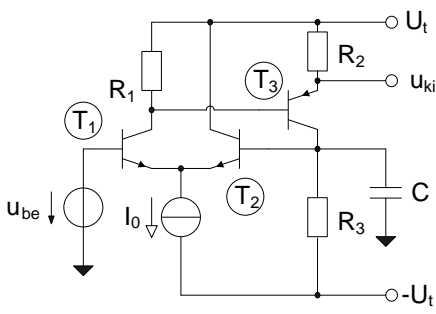 U_t
R_2
R_1
T_3
u_ki
T_1
T_2
C
u_be
I_0
R_3
-U_t